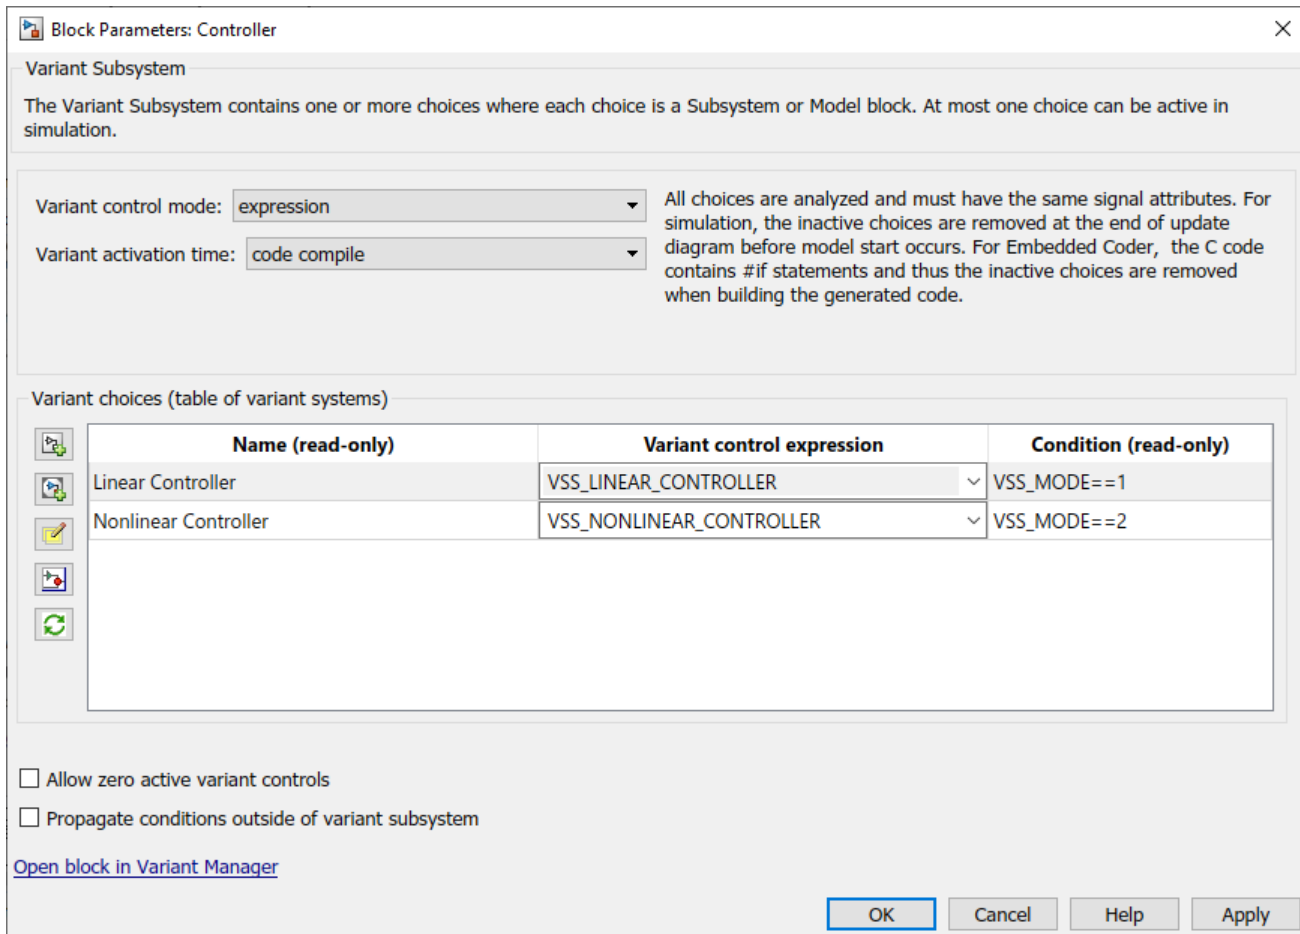 Block Parameters: Controller
Variant Subsystem
The Variant Subsystem contains one or more choices where each choice is a Subsystem or Model block. At most one choice can be active in
simulation.
Variant control mode: expression
Variant activation time: code compile
All choices are analyzed and must have the same signal attributes. For
simulation, the inactive choices are removed at the end of update
diagram before model start occurs. For Embedded Coder, the C code
contains #if statements and thus the inactive choices are removed
when building the generated code.
Variant choices (table of variant systems)
Name (read-only) Variant control expression Condition (read-only)
Linear Controller VSS_LINEAR_CONTROLLER VSS_MODE==1
Nonlinear Controller VSS_NONLINEAR_CONTROLLER VSS_MODE==2
Allow zero active variant controls
Propagate conditions outside of variant subsystem
Open block in Variant Manager
OK Cancel Help Apply